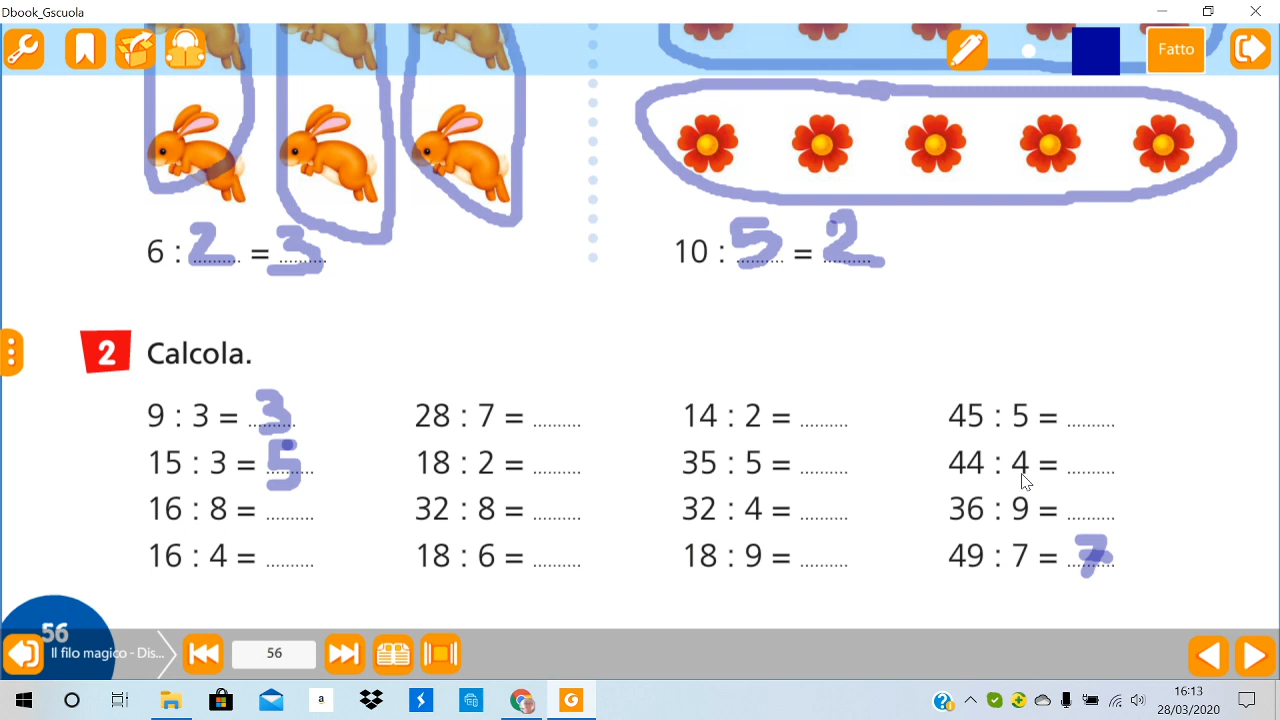 Dbook_Gscuola
Fatto
6 : 2 = 3
10 : 5 = 2
2 Calcola.
9 : 3 = 3
28 : 7 = ..........
14 : 2 = ..........
45 : 5 = ..........
15 : 3 = 5
18 : 2 = ..........
35 : 5 = ..........
44 : 4 = ..........
16 : 8 = ..........
32 : 8 = ..........
32 : 4 = ..........
36 : 9 = ..........
16 : 4 = ..........
18 : 6 = ..........
18 : 9 = ..........
49 : 7 = 7
56
Il filo magico - Dis...
56
a
16:13
28/03/2020